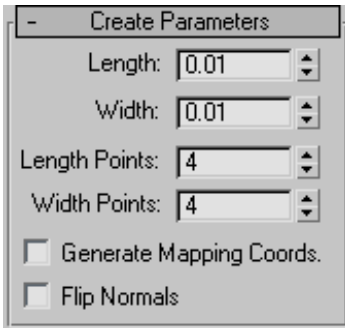 - Create Parameters
Length: 0.01
Width: 0.01
Length Points: 4
Width Points: 4
Generate Mapping Coords.
Flip Normals